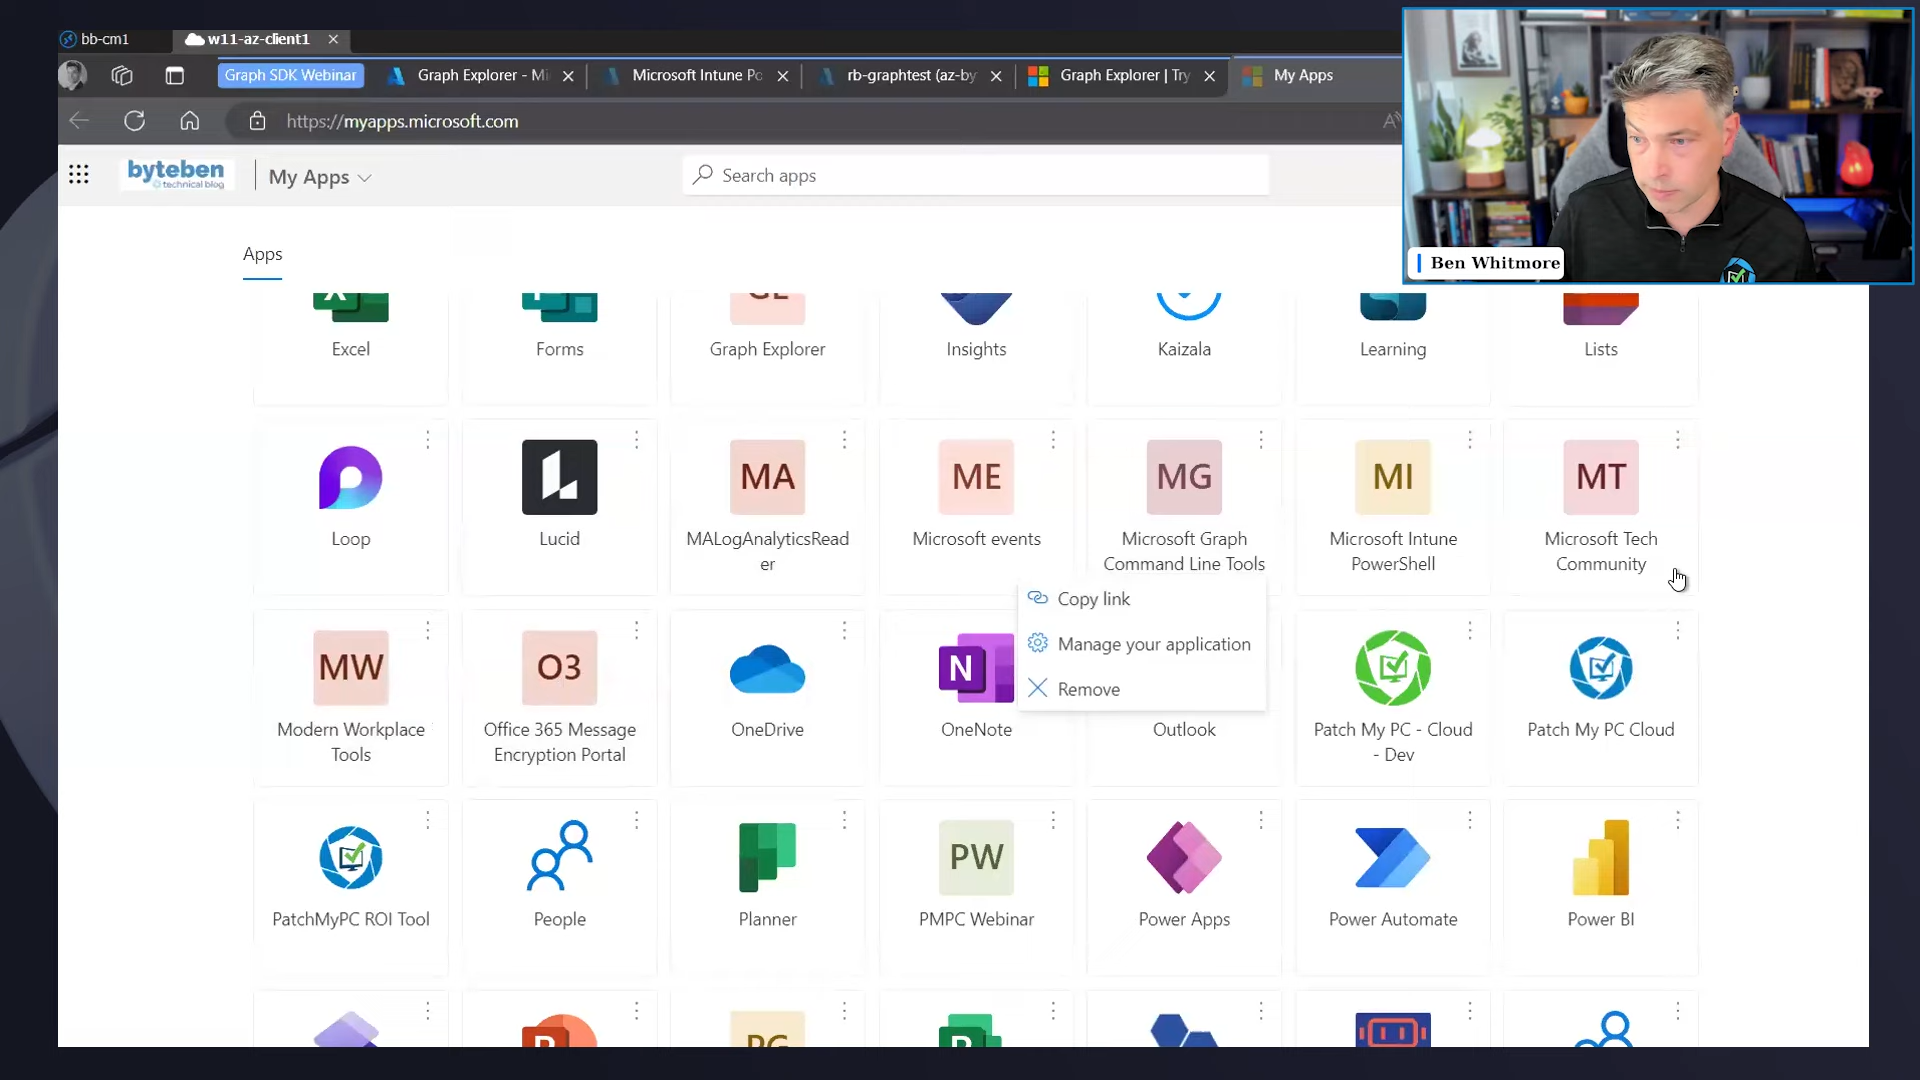 bb-cm1
w11-az-client1
Graph SDK Webinar
Graph Explorer - Mi
Microsoft Intune Po
rb-graphtest (az-by
Graph Explorer | Try
My Apps
https://myapps.microsoft.com
byteben
technical blog
My Apps
Search apps
Ben Whitmore
Apps
Excel
Forms
GE
Graph Explorer
Insights
Kaizala
Learning
Lists
Loop
Lucid
MA
MALogAnalyticsRead
er
ME
Microsoft events
MG
Microsoft Graph
Command Line Tools
MI
Microsoft Intune
PowerShell
MT
Microsoft Tech
Community
Copy link
Manage your application
Remove
MW
Modern Workplace
Tools
O3
Office 365 Message
Encryption Portal
OneDrive
N
OneNote
Outlook
Patch My PC - Cloud
- Dev
Patch My PC Cloud
PatchMyPC ROI Tool
People
Planner
PW
PMPC Webinar
Power Apps
Power Automate
Power BI